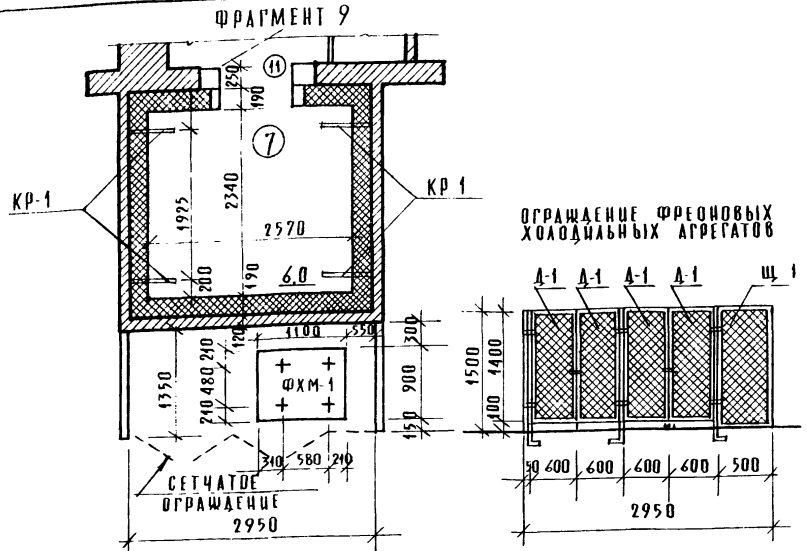 ФРАГМЕНТ 9
11
250
190
7
КР-1
КР 1
1925
2340
2570
200
190
6,0
120
1100
550
300
210
480
210
ФХМ-1
900
1350
150
310
580
210
СЕТЧАТОЕ
ОГРАЖДЕНИЕ
2950
ОГРАЖДЕНИЕ ФРЕОНОВЫХ
ХОЛОДИЛЬНЫХ АГРЕГАТОВ
Д-1
Д-1
Д-1
Д-1
Щ 1
1500
1400
100
50
600
600
600
600
500
2950